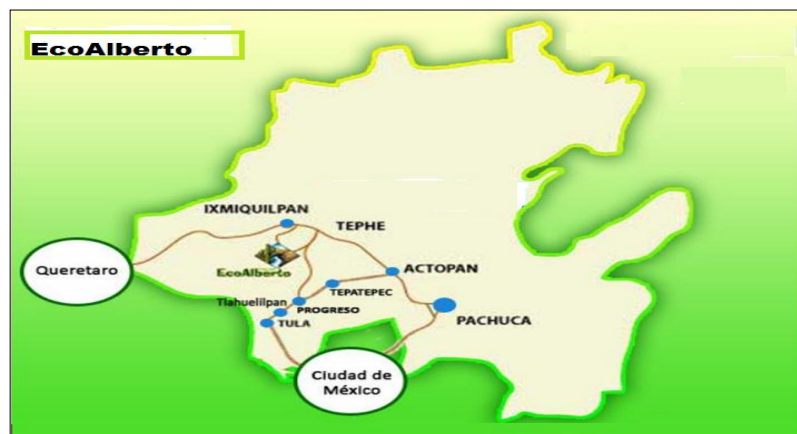 EcoAlberto
IXMIQUILPAN
TEPHE
Queretaro
EcoAlberto
ACTOPAN
TEPATEPEC
Tlahuelilpan
PROGRESO
TULA
PACHUCA
Ciudad de
México